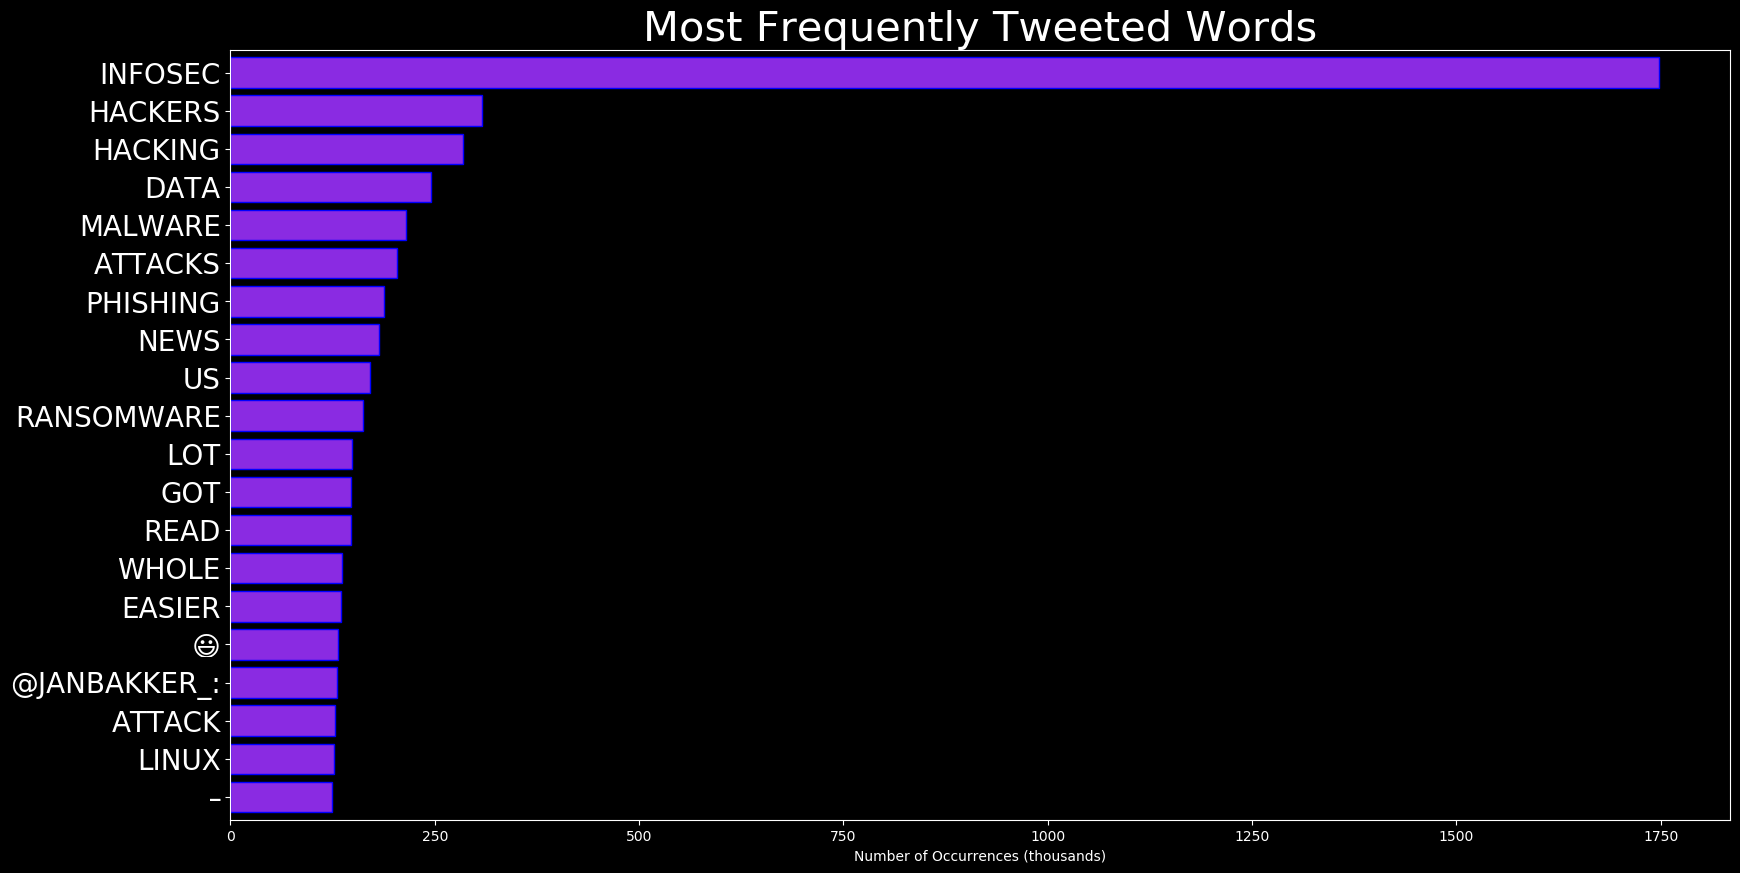 Most Frequently Tweeted Words
INFOSEC
HACKERS
HACKING
DATA
MALWARE
ATTACKS
PHISHING
NEWS
US
RANSOMWARE
LOT
GOT
READ
WHOLE
EASIER
😃
@JANBAKKER_:
ATTACK
LINUX
–
0 250 500 750 1000 1250 1500 1750
Number of Occurrences (thousands)